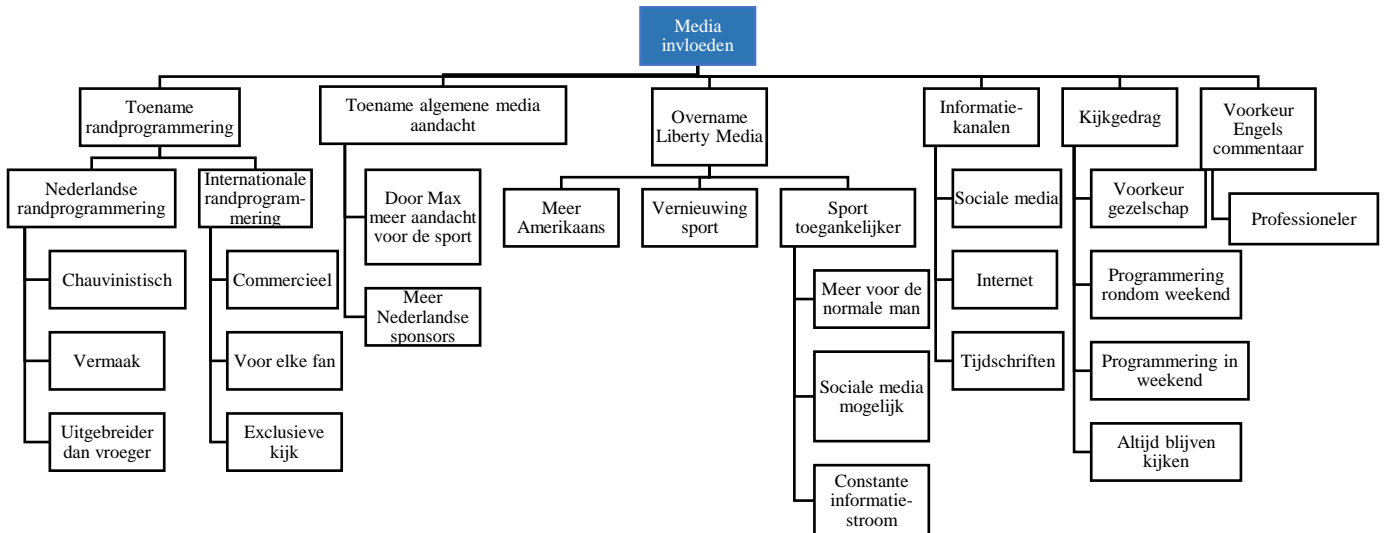 Media
invloeden
Toename
randprogrammering
Toename algemene media
aandacht
Overname
Liberty Media
Informatie-
kanalen
Kijkgedrag
Voorkeur
Engels
commentaar
Nederlandse
randprogrammering
Internationale
randprogram-
mering
Chauvinistisch
Vermaak
Uitgebreider
dan vroeger
Commercieel
Voor elke fan
Exclusieve
kijk
Door Max
meer aandacht
voor de sport
Meer
Nederlandse
sponsors
Meer
Amerikaans
Vernieuwing
sport
Sport
toegankelijker
Meer voor de
normale man
Sociale media
mogelijk
Constante
informatie-
stroom
Sociale media
Internet
Tijdschriften
Voorkeur
gezelschap
Programmering
rondom weekend
Programmering in
weekend
Altijd blijven
kijken
Professioneler